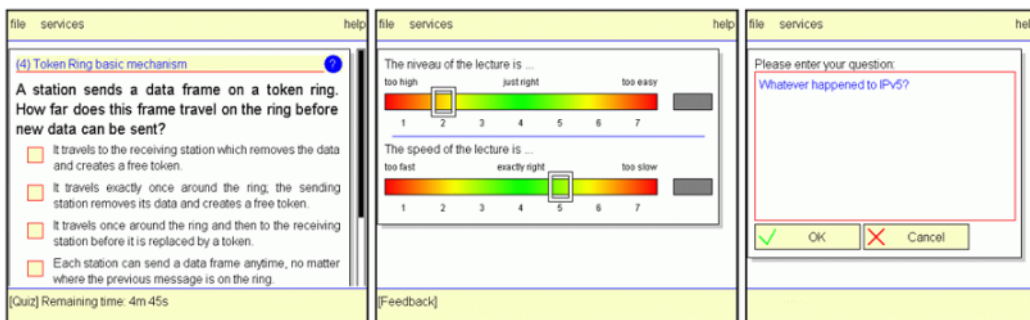 file services help
(4) Token Ring basic mechanism ?
A station sends a data frame on a token ring.
How far does this frame travel on the ring before
new data can be sent?
It travels to the receiving station which removes the data
and creates a free token.
It travels exactly once around the ring; the sending
station removes its data and creates a free token.
It travels once around the ring and then to the receiving
station before it is replaced by a token.
Each station can send a data frame anytime, no matter
where the previous message is on the ring.
[Quiz] Remaining time: 4m 45s
file services help
The niveau of the lecture is ...
too high just right too easy
1 2 3 4 5 6 7
The speed of the lecture is ...
too fast exactly right too slow
1 2 3 4 5 6 7
[Feedback]
file services hel
Please enter your question:
Whatever happened to IPv5?
OK Cancel